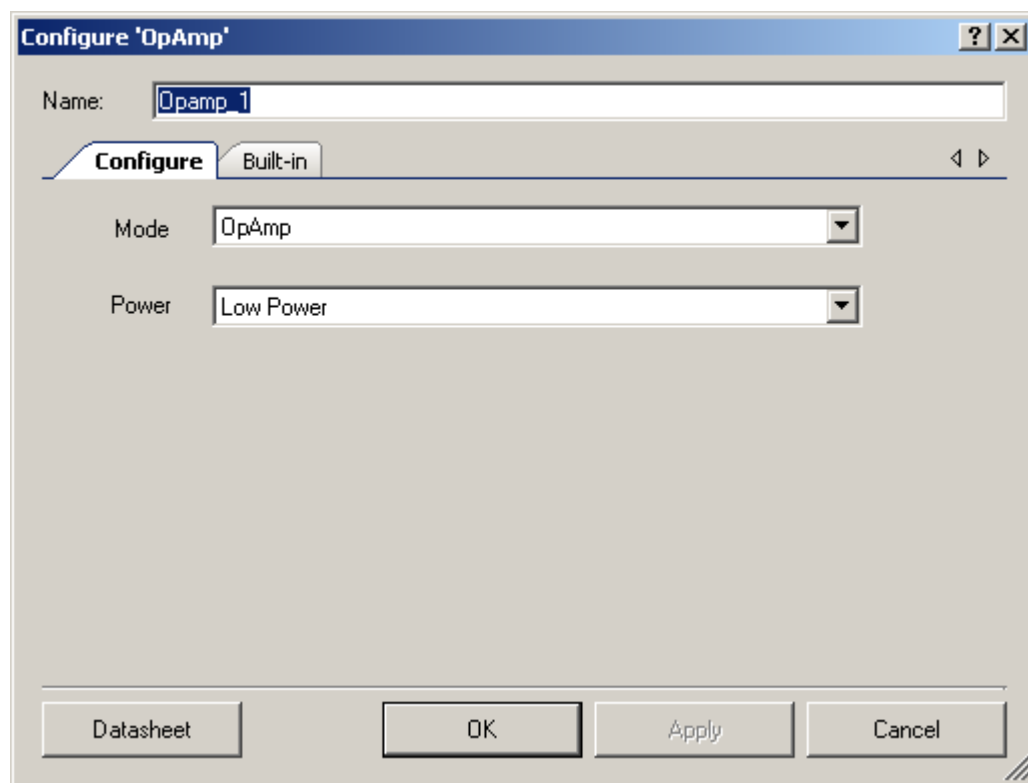 Configure 'OpAmp'
Name: Opamp_1
Configure Built-in
Mode OpAmp
Power Low Power
Datasheet OK Apply Cancel